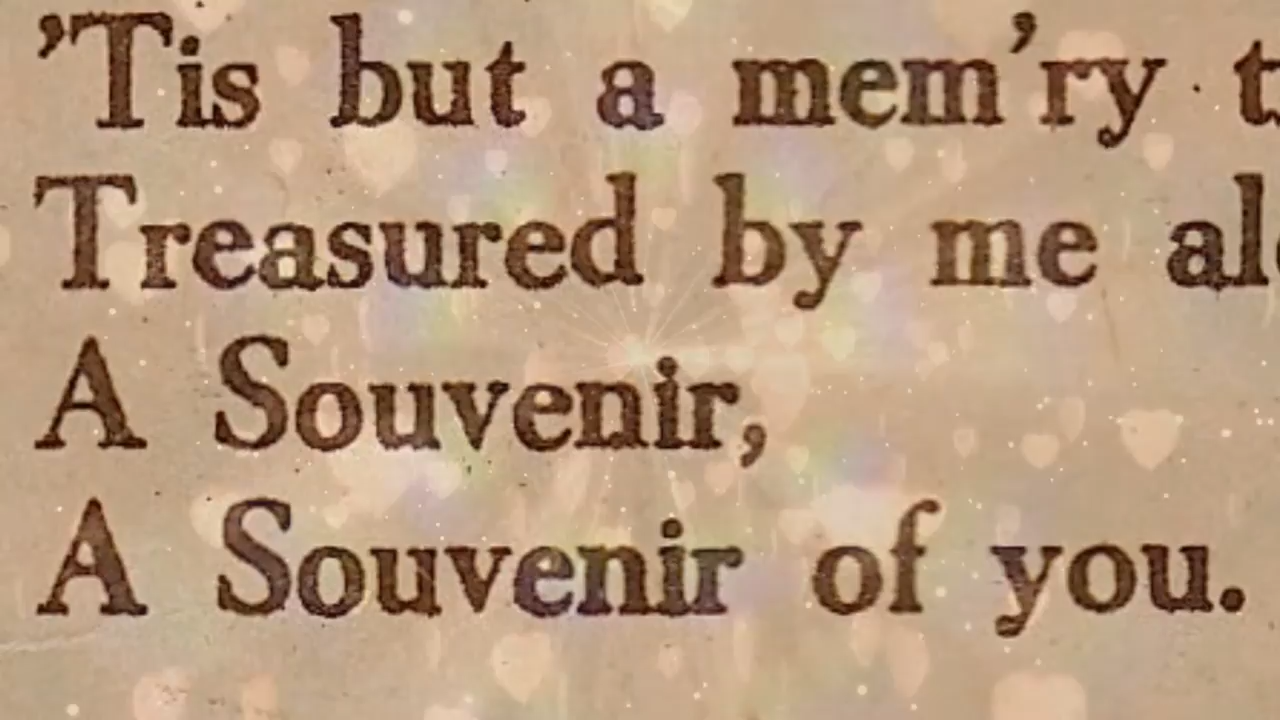 ’Tis but a mem’ry
Treasured by me
A Souvenir,
A Souvenir of you.